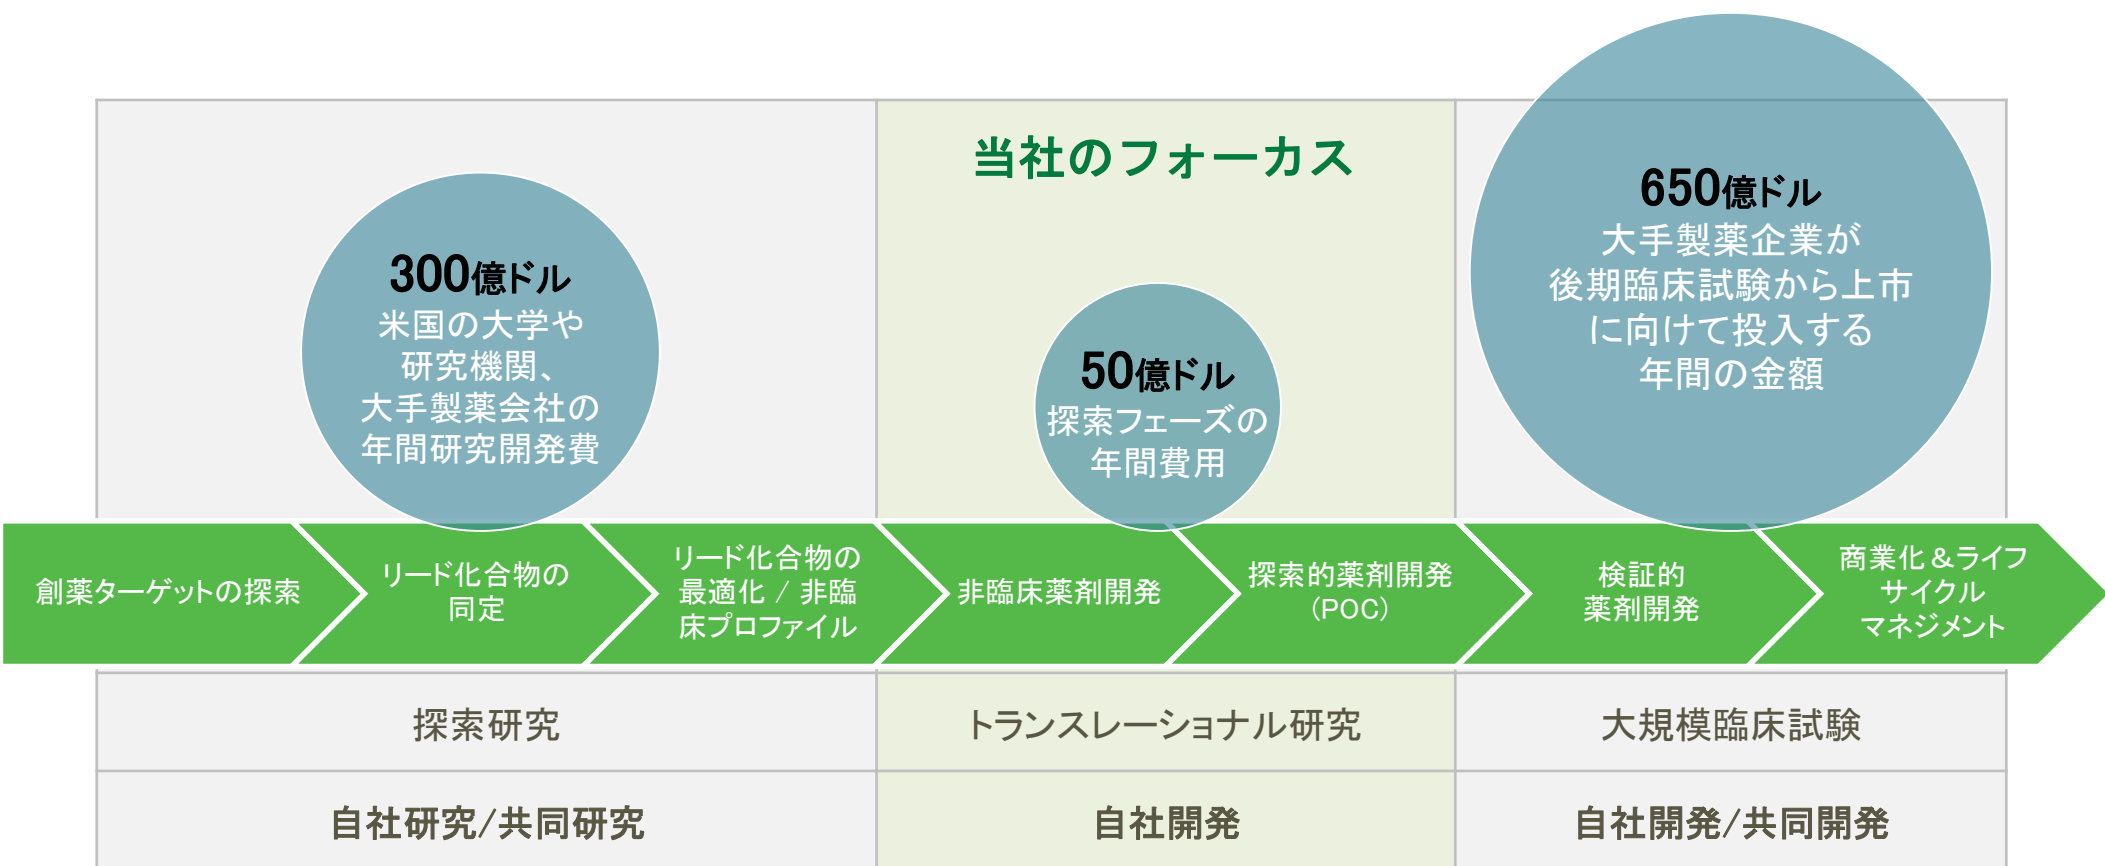 当社のフォーカス
300億ドル
米国の大学や
研究機関、
大手製薬会社の
年間研究開発費
50億ドル
探索フェーズの
年間費用
650億ドル
大手製薬企業が
後期臨床試験から上市
に向けて投入する
年間の金額
創薬ターゲットの探索
リード化合物の
同定
リード化合物の
最適化 / 非臨
床プロファイル
非臨床薬剤開発
探索的薬剤開発
(POC)
検証的
薬剤開発
商業化&ライフ
サイクル
マネジメント
探索研究
トランスレーショナル研究
大規模臨床試験
自社研究/共同研究
自社開発
自社開発/共同開発